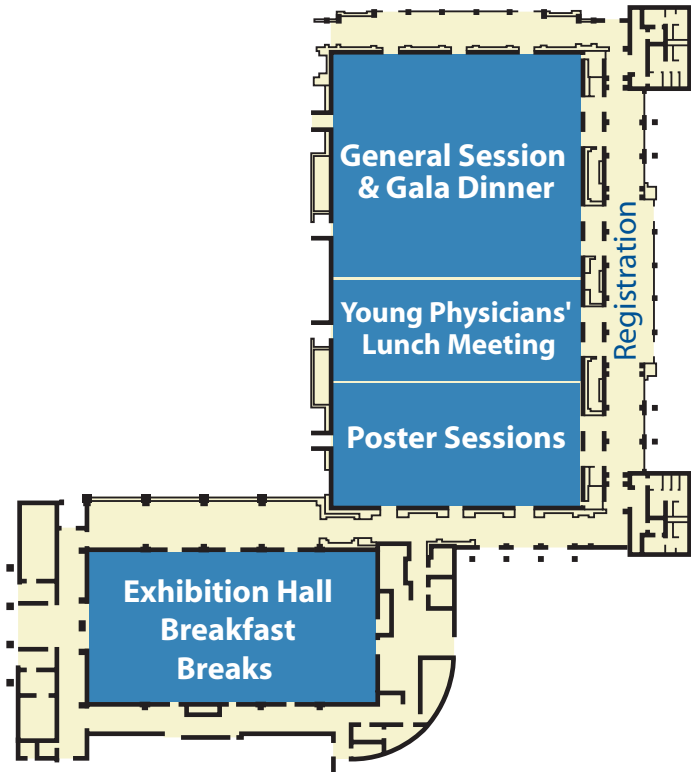 General Session
& Gala Dinner
Registration
Young Physicians'
Lunch Meeting
Poster Sessions
Exhibition Hall
Breakfast
Breaks